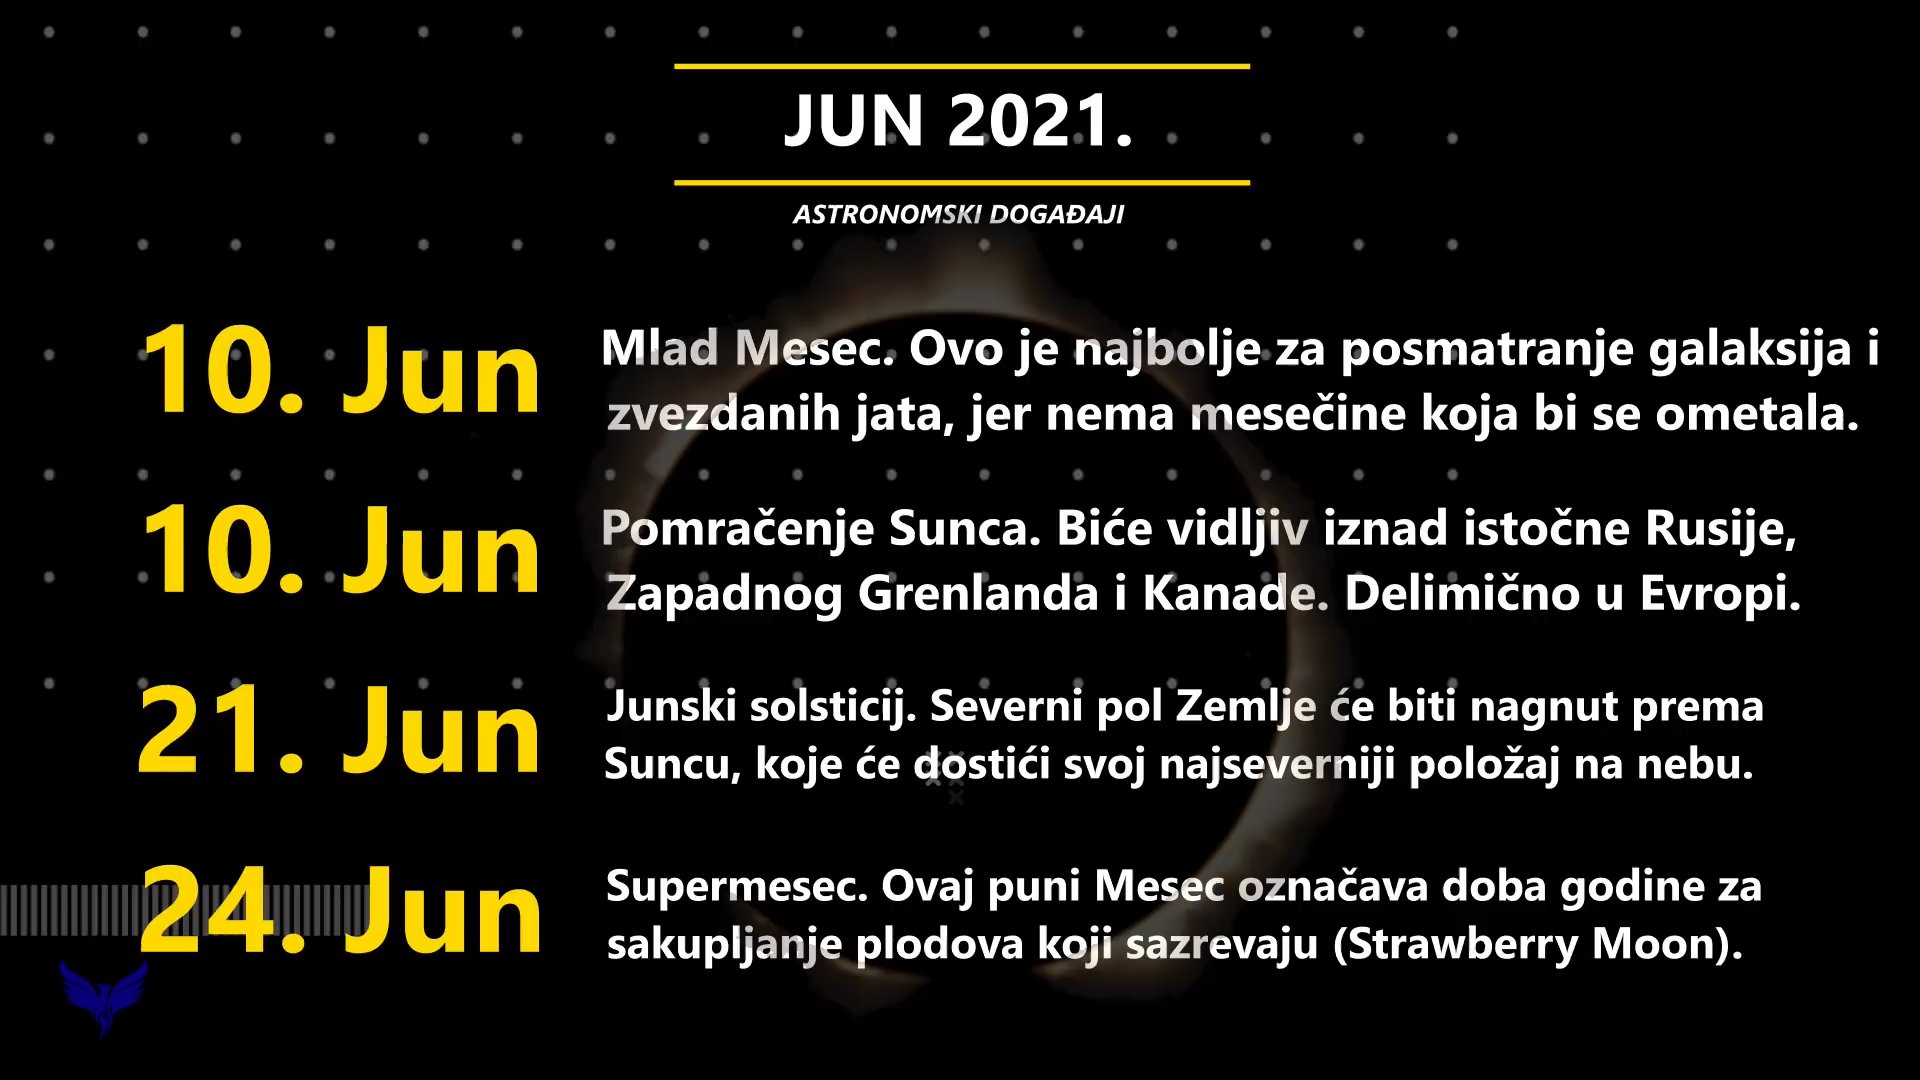 JUN 2021.
ASTRONOMSKI DOGAĐAJI
10. Jun
Mlad Mesec. Ovo je najbolje za posmatranje galaksija i
zvezdanih jata, jer nema mesečine koja bi se ometala.
10. Jun
Pomračenje Sunca. Biće vidljiv iznad istočne Rusije,
Zapadnog Grenlanda i Kanade. Delimično u Evropi.
21. Jun
Junski solsticij. Severni pol Zemlje će biti nagnut prema
Suncu, koje će dostići svoj najseverniji položaj na nebu.
24. Jun
Supermesec. Ovaj puni Mesec označava doba godine za
sakupljanje plodova koji sazrevaju (Strawberry Moon).